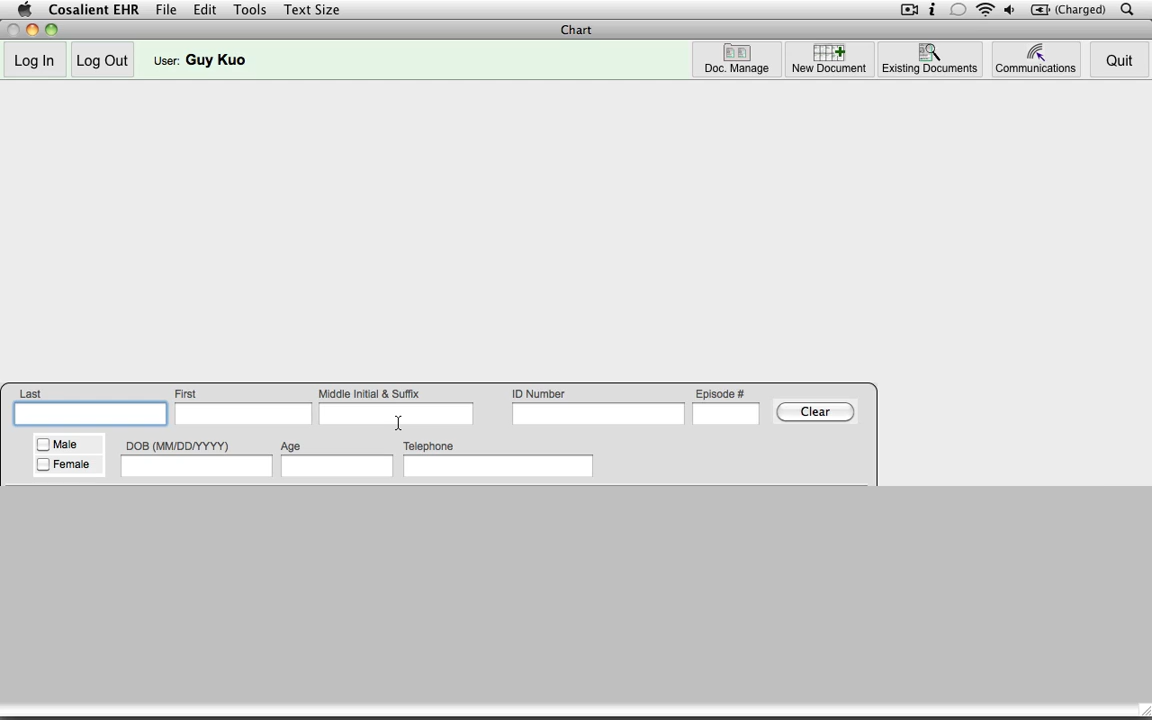 Cosalient EHR File Edit Tools Text Size (Charged)
Chart
Log In Log Out User: Guy Kuo Doc. Manage New Document Existing Documents Communications Quit
Last First Middle Initial & Suffix ID Number Episode #
Clear
Male DOB (MM/DD/YYYY) Age Telephone
Female